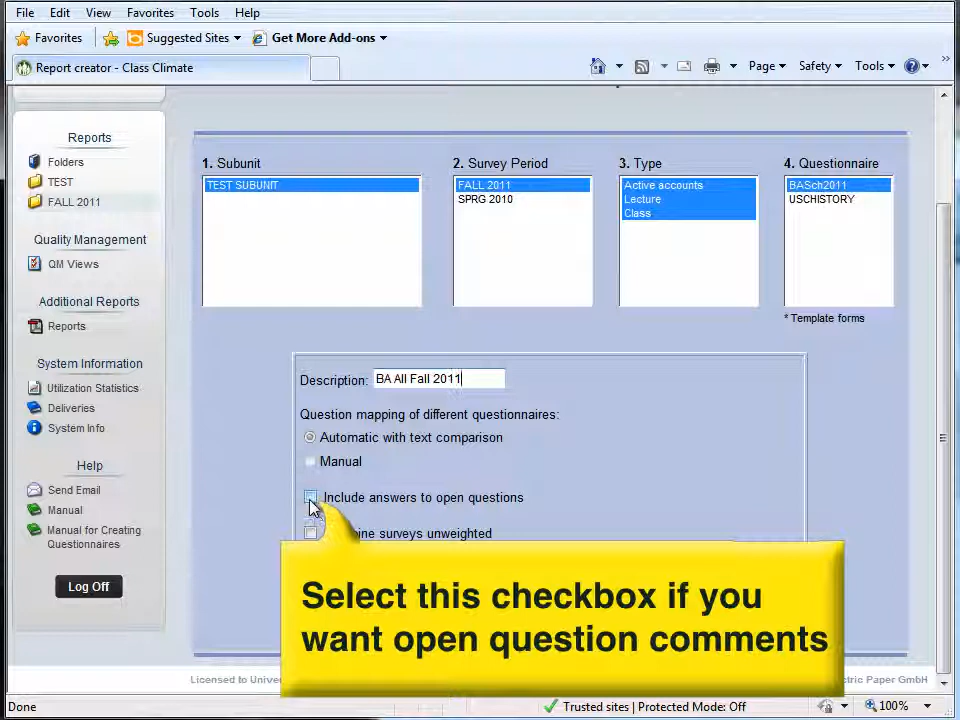 File Edit View Favorites Tools Help
Favorites Suggested Sites Get More Add-ons
Report creator - Class Climate
Page Safety Tools
Reports
Folders
TEST
FALL 2011
Quality Management
QM Views
Additional Reports
Reports
System Information
Utilization Statistics
Deliveries
System Info
Help
Send Email
Manual
Manual for Creating
Questionnaires
Log Off
1. Subunit 2. Survey Period 3. Type 4. Questionnaire
TEST SUBUNIT FALL 2011 Active accounts BASch2011
SPRG 2010 Lecture USCHISTORY
Class
* Template forms
Description: BA All Fall 2011
Question mapping of different questionnaires:
Automatic with text comparison
Manual
Include answers to open questions
surveys unweighted
Select this checkbox if you
want open question comments
Licensed to Paper GmbH
Done Trusted sites | Protected Mode: Off 100%